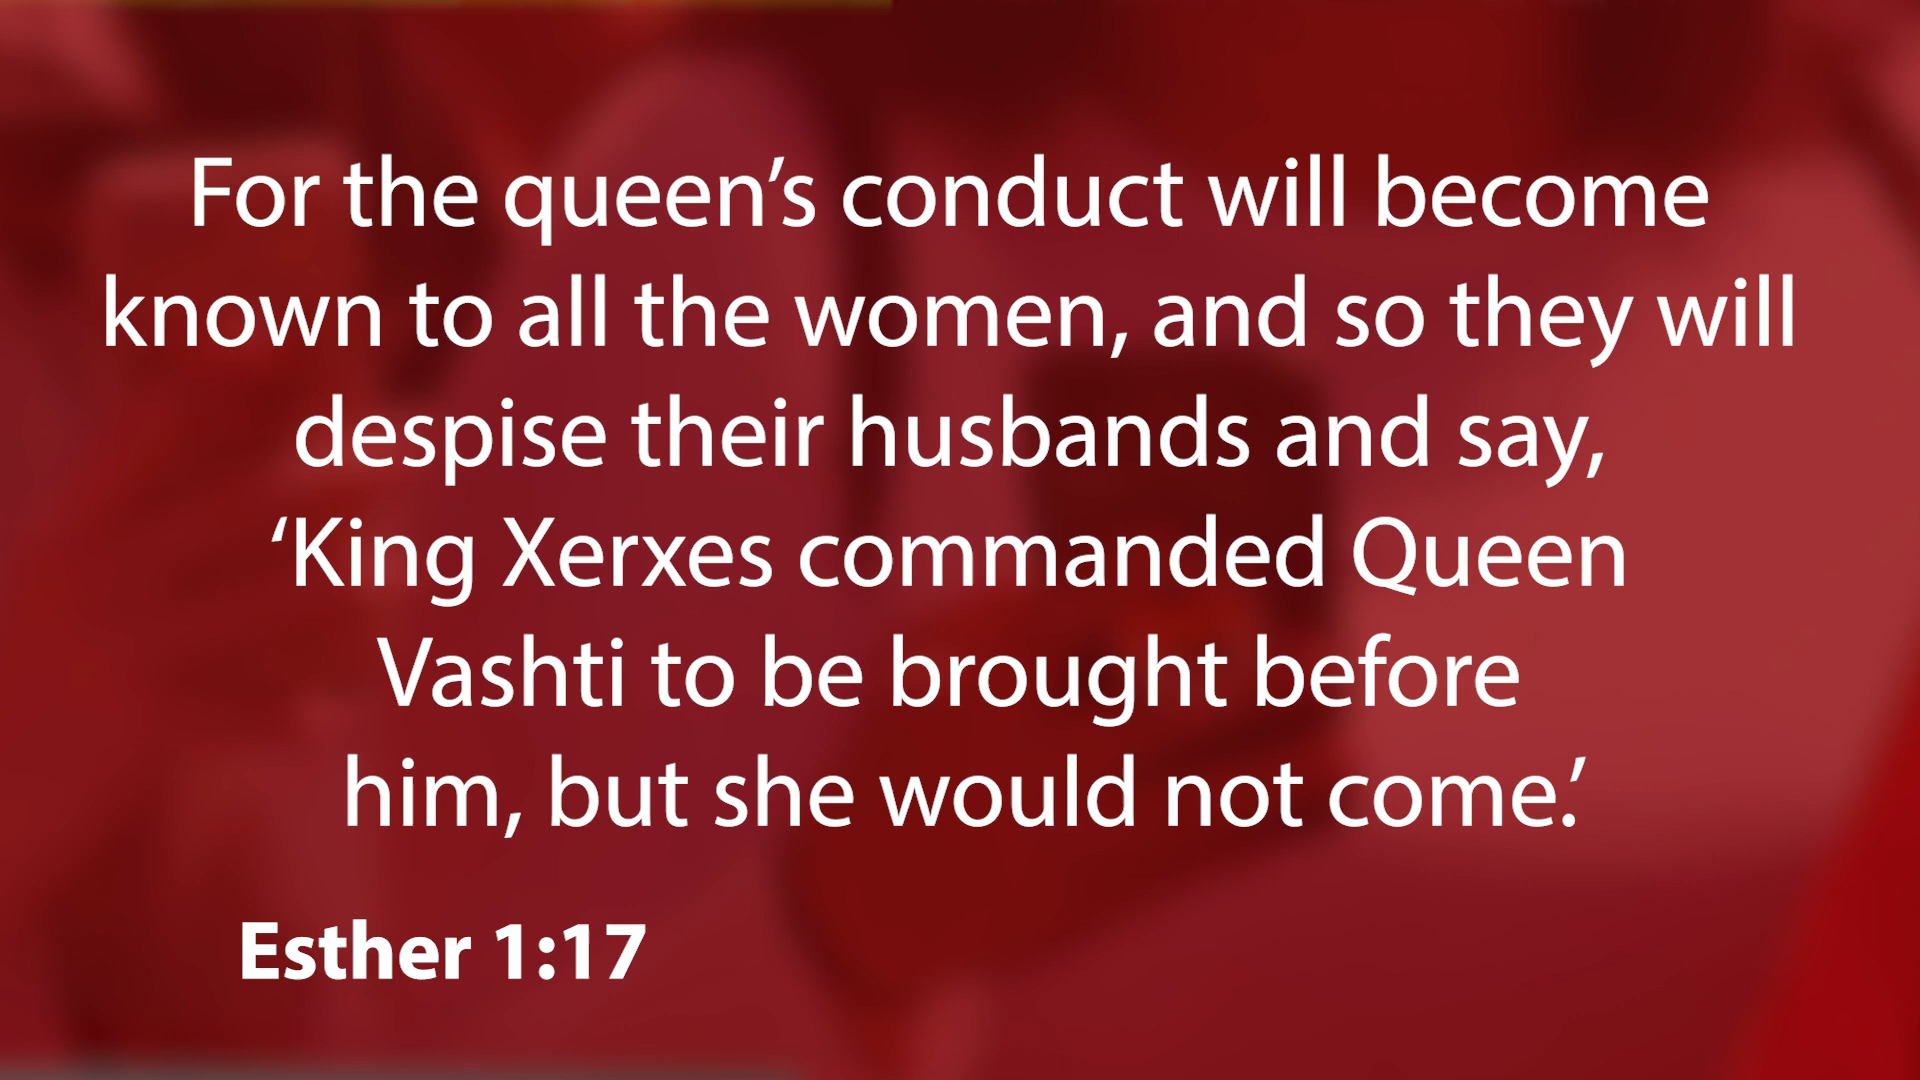 For the queen’s conduct will become
known to all the women, and so they will
despise their husbands and say,
‘King Xerxes commanded Queen
Vashti to be brought before
him, but she would not come.’
Esther 1:17